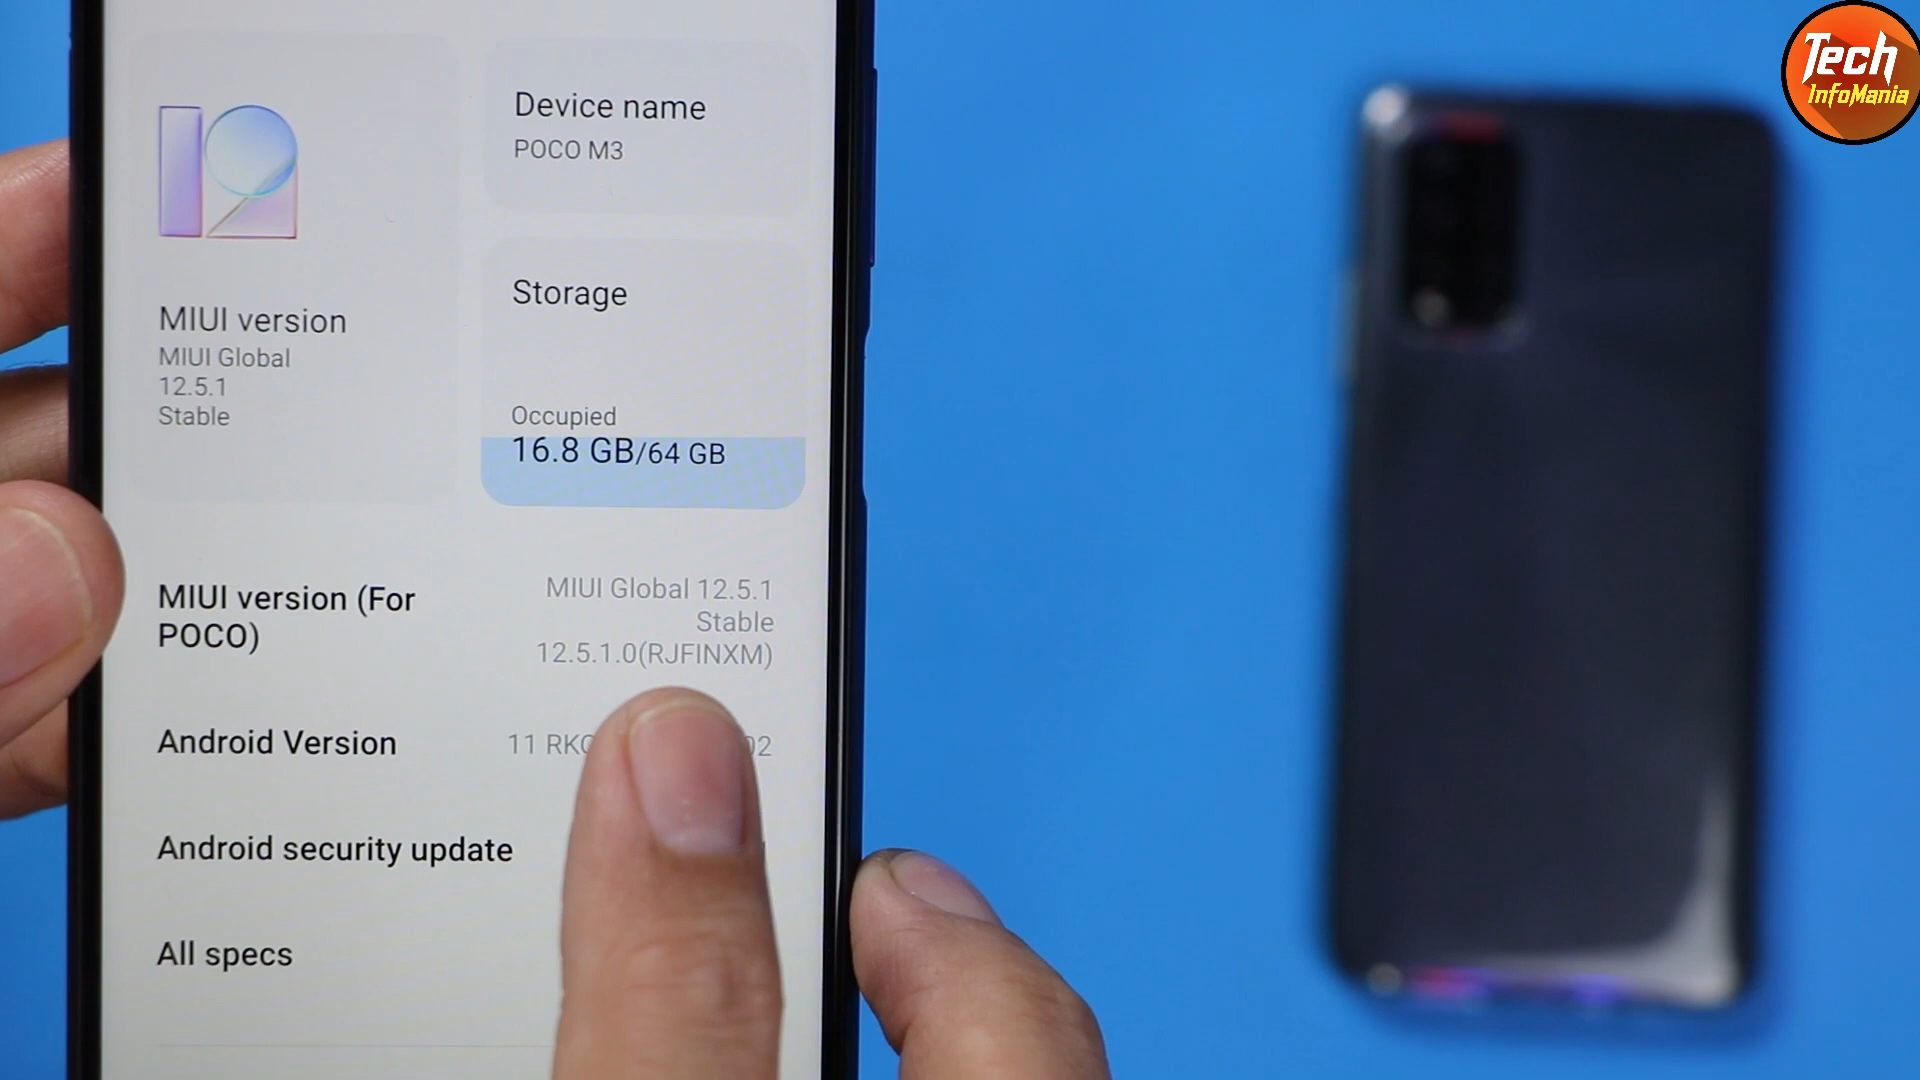 Tech
InfoMania
12
Device name
POCO M3
Storage
MIUI version
MIUI Global
12.5.1
Stable
Occupied
16.8 GB/64 GB
MIUI version (For
POCO)
MIUI Global 12.5.1
Stable
12.5.1.0(RJFINXM)
Android Version
11
Android security update
All specs